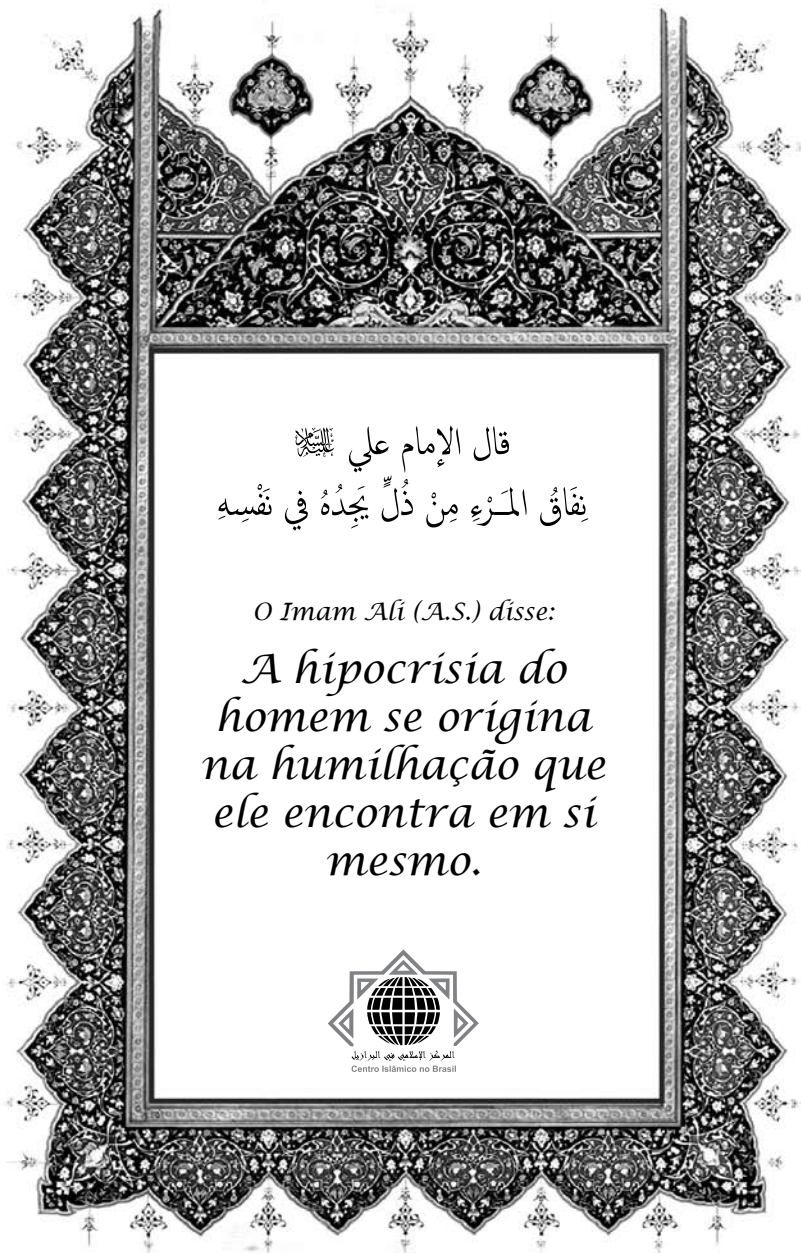 قال الإمام علي عليه السلام
نِفَاقُ المَـرْءِ مِنْ ذُلٍّ يَجِدُهُ فِي نَفْسِهِ
O Imam Ali (A.S.) disse:
A hipocrisia do
homem se origina
na humilhação que
ele encontra em si
mesmo.
المركز الإسلامي في البرازيل
Centro Islâmico no Brasil